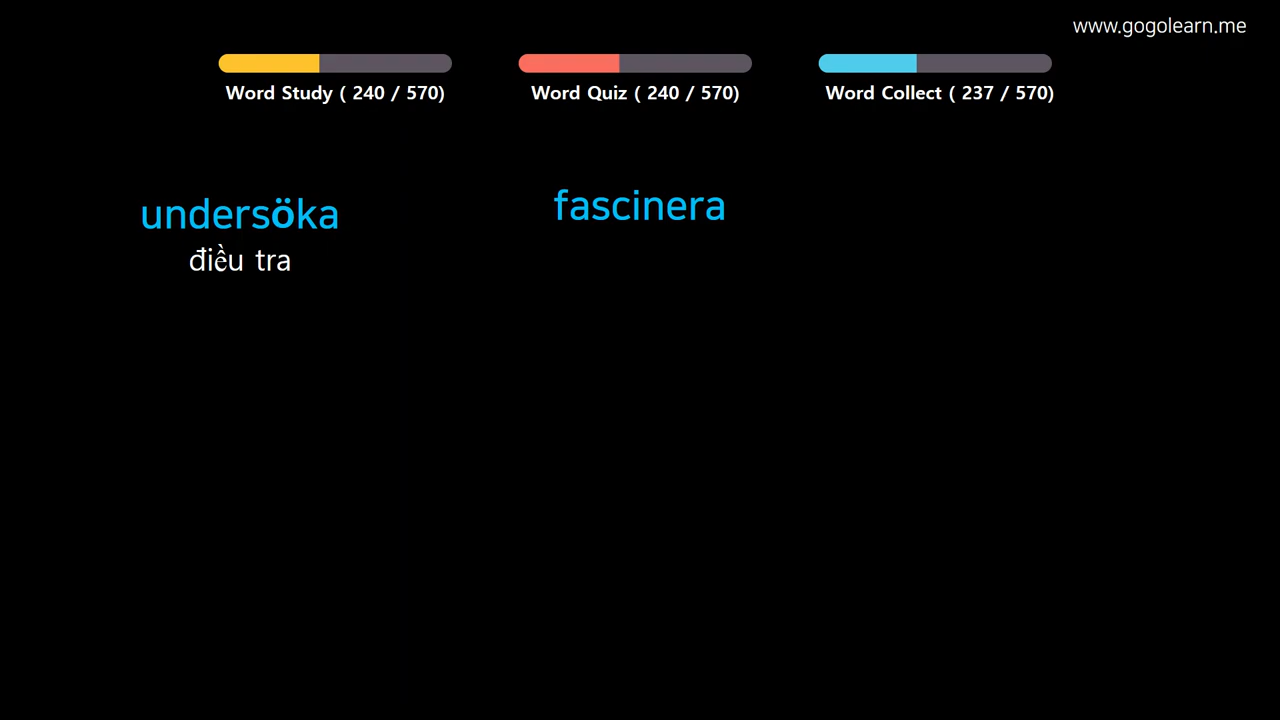 www.gogolearn.me
Word Study ( 240 / 570)
Word Quiz ( 240 / 570)
Word Collect ( 237 / 570)
undersöka
điều tra
fascinera